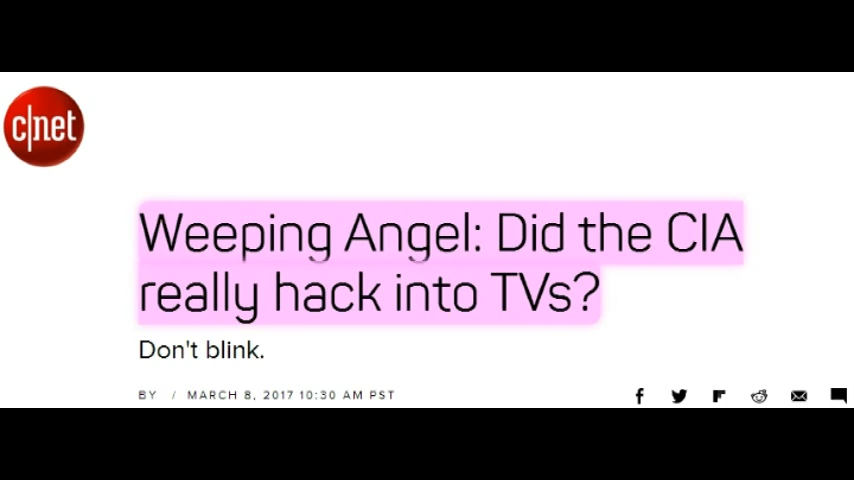 c|net
Weeping Angel: Did the CIA
really hack into TVs?
Don't blink.
BY / MARCH 8, 2017 10:30 AM PST